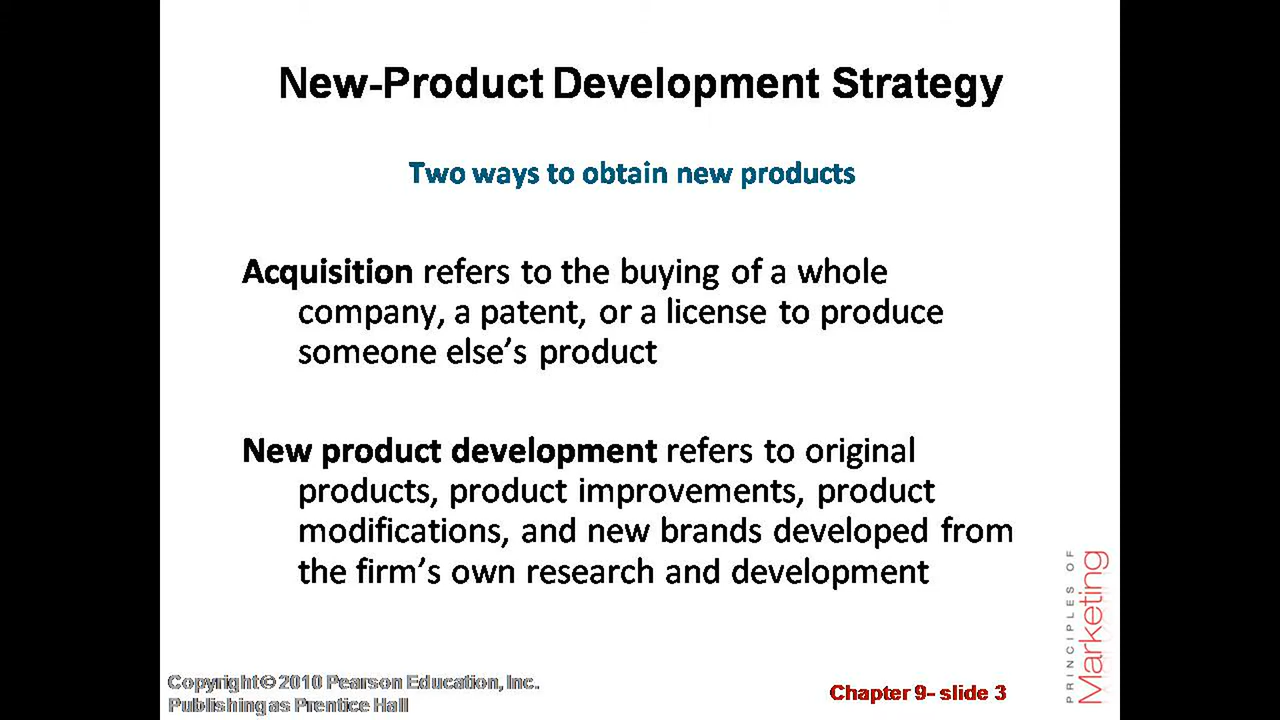 New-Product Development Strategy
Two ways to obtain new products
Acquisition refers to the buying of a whole
company, a patent, or a license to produce
someone else’s product
New product development refers to original
products, product improvements, product
modifications, and new brands developed from
the firm’s own research and development
PRINCIPLES OF
Marketing
Copyright © 2010 Pearson Education, Inc.
Publishing as Prentice Hall
Chapter 9- slide 3